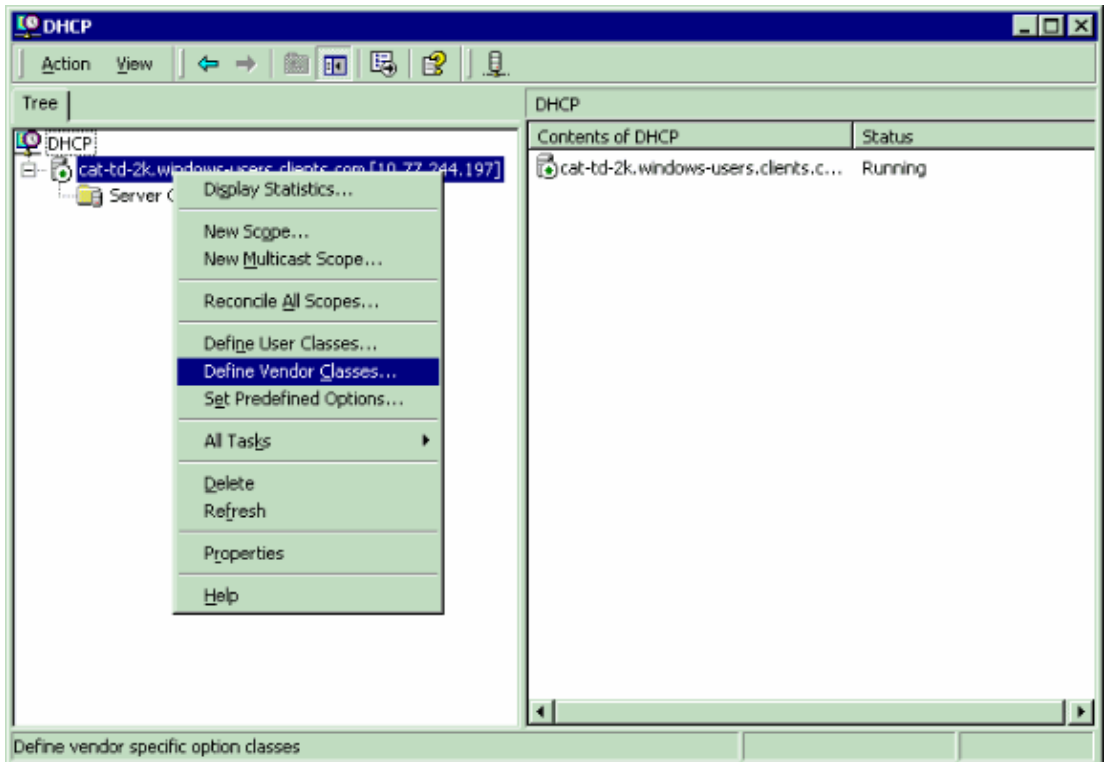 DHCP
Action View
Tree
DHCP
DHCP
Contents of DHCP Status
cat-td-2k.windows-users.clients.com [10.77.244.197]
cat-td-2k.windows-users.clients.c... Running
Server
Display Statistics...
New Scope...
New Multicast Scope...
Reconcile All Scopes...
Define User Classes...
Define Vendor Classes...
Set Predefined Options...
All Tasks
Delete
Refresh
Properties
Help
Define vendor specific option classes